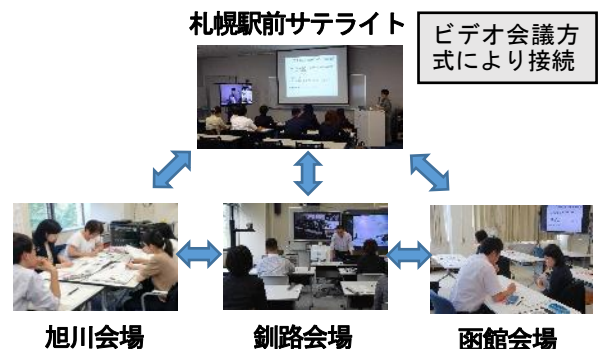 札幌駅前サテライト
ビデオ会議方
式により接続
旭川会場
釧路会場
函館会場